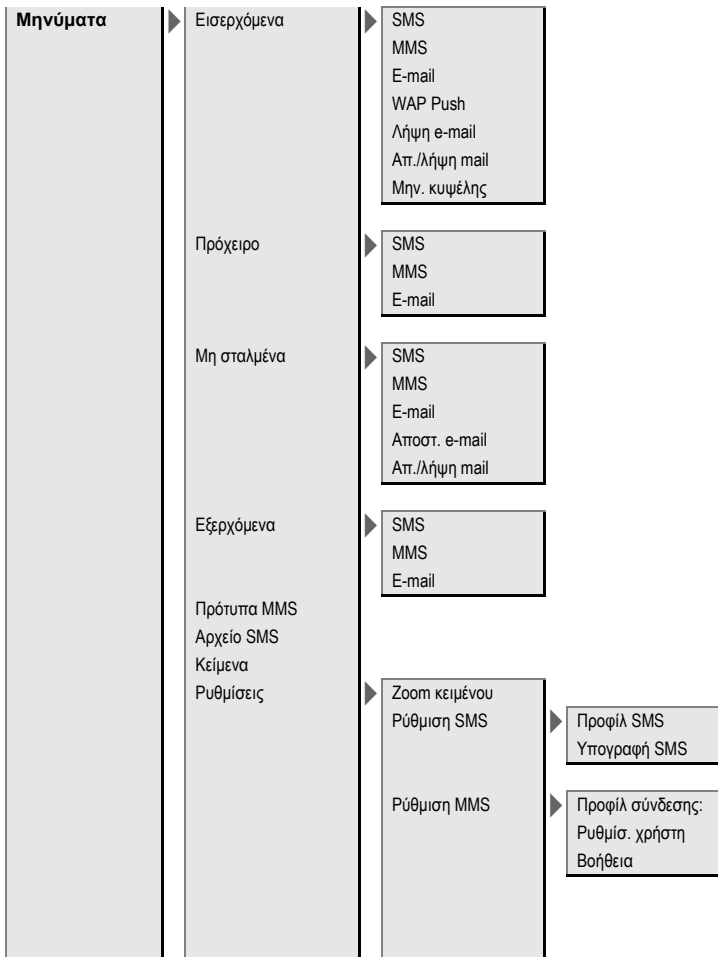 Μηνύματα
Εισερχόμενα
SMS
MMS
E-mail
WAP Push
Λήψη e-mail
Απ./λήψη mail
Μην. κυψέλης
Πρόχειρο
SMS
MMS
E-mail
Μη σταλμένα
SMS
MMS
E-mail
Αποστ. e-mail
Απ./λήψη mail
Εξερχόμενα
SMS
MMS
E-mail
Πρότυπα MMS
Αρχείο SMS
Κείμενα
Ρυθμίσεις
Zoom κειμένου
Ρύθμιση SMS
Προφίλ SMS
Υπογραφή SMS
Ρύθμιση MMS
Προφίλ σύνδεσης:
Ρυθμίσ. χρήστη
Βοήθεια